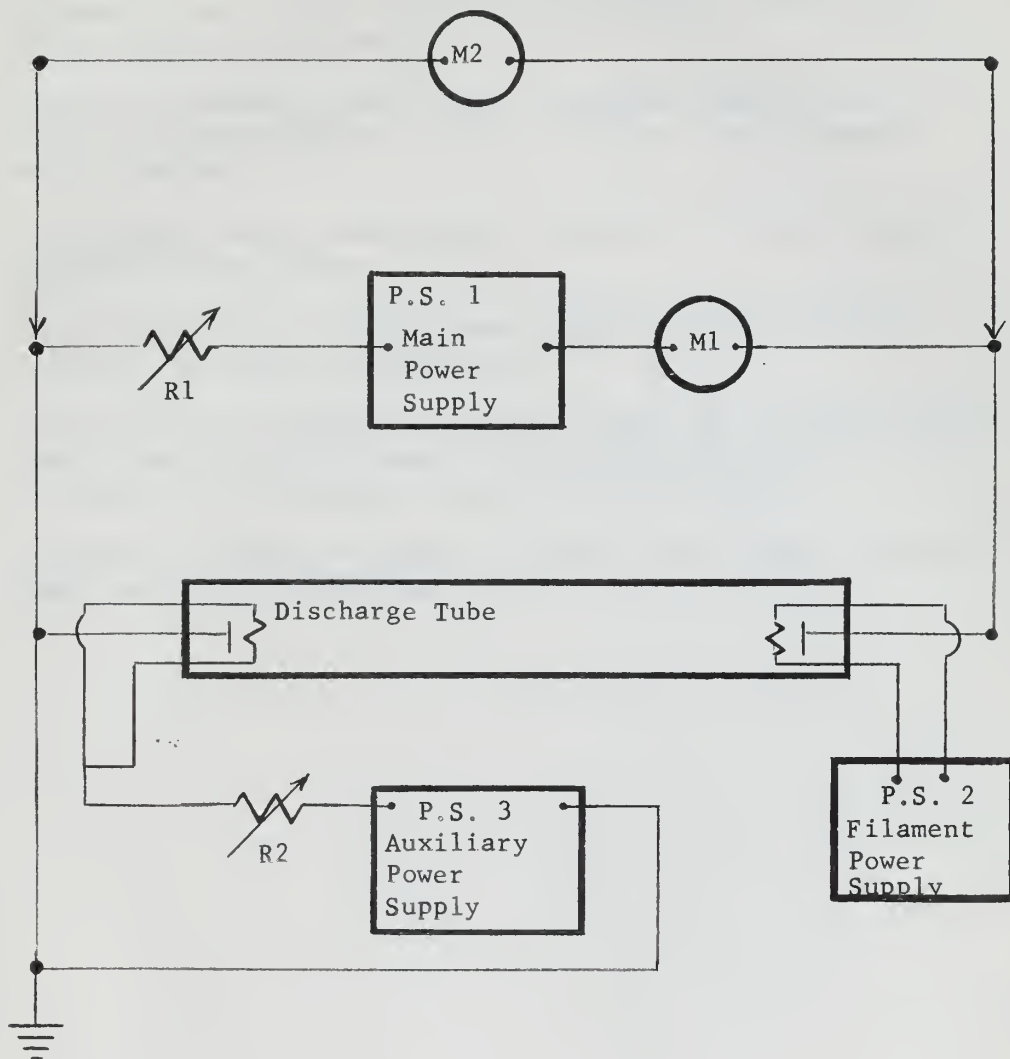 M2
P.S. 1
Main
Power
Supply
M1
R1
Discharge Tube
R2
P.S. 3
Auxiliary
Power
Supply
P.S. 2
Filament
Power
Supply